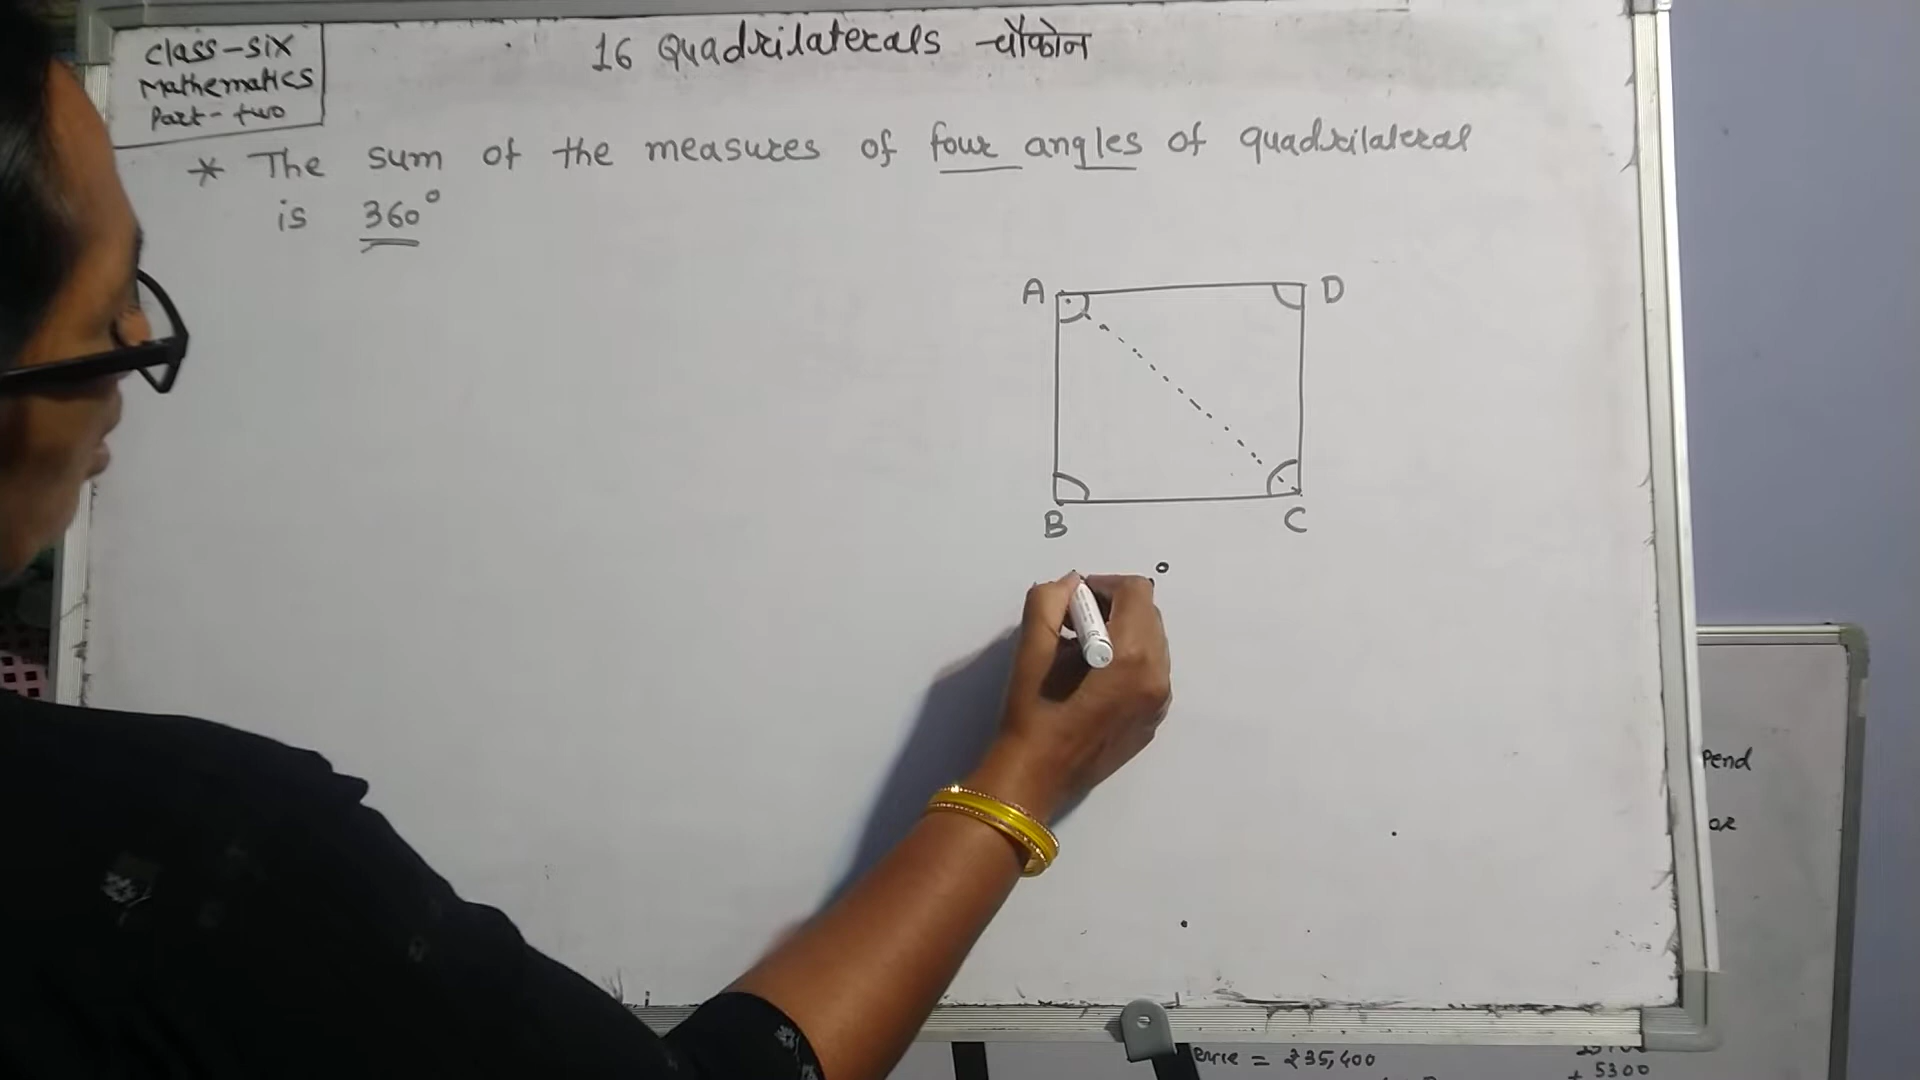 Class-six
Mathematics
Part-two
16 Quadrilaterals चौकोन
* The sum of the measures of four angles of quadrilateral
is 360°
A
D
B
C
°
Pend
or
= ₹35,400
+ 5300